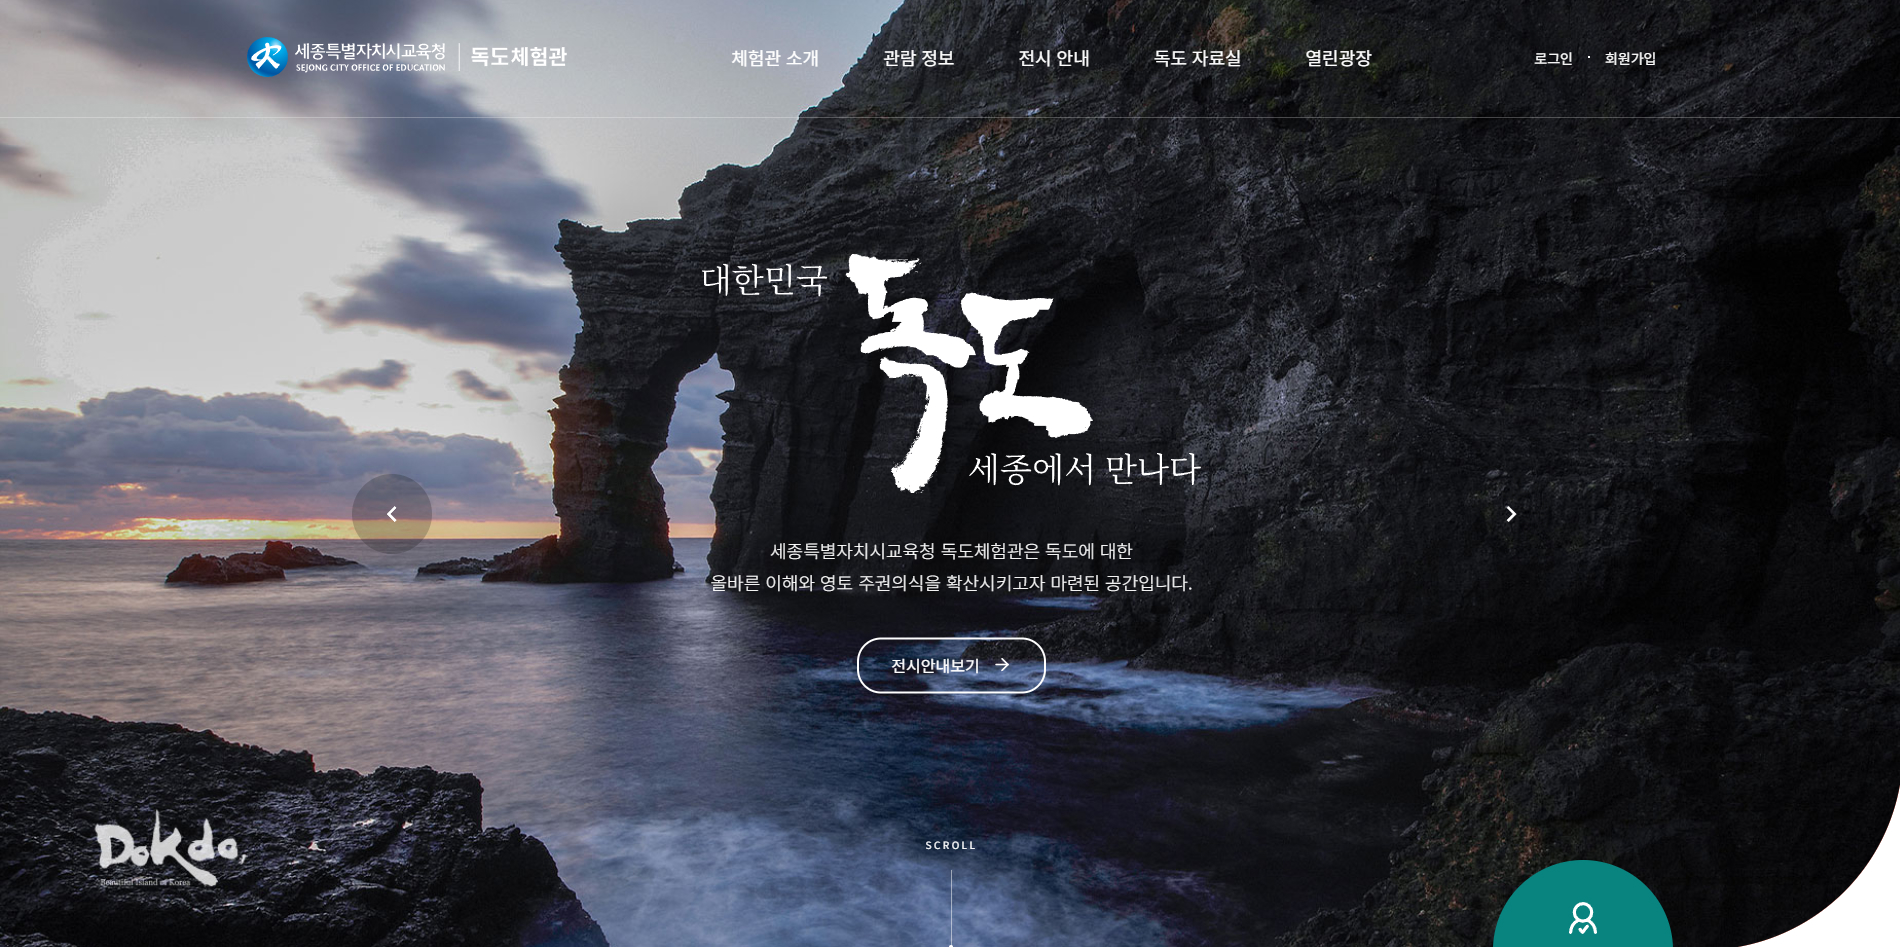 세종특별자치시교육청
SEJONG CITY OFFICE OF EDUCATION
독도체험관
체험관 소개
관람 정보
전시 안내
독도 자료실
열린광장
로그인 · 회원가입
대한민국
독도
세종에서 만나다
세종특별자치시교육청 독도체험관은 독도에 대한
올바른 이해와 영토 주권의식을 확산시키고자 마련된 공간입니다.
전시안내보기
Dokdo,
Beautiful Island of Korea
SCROLL